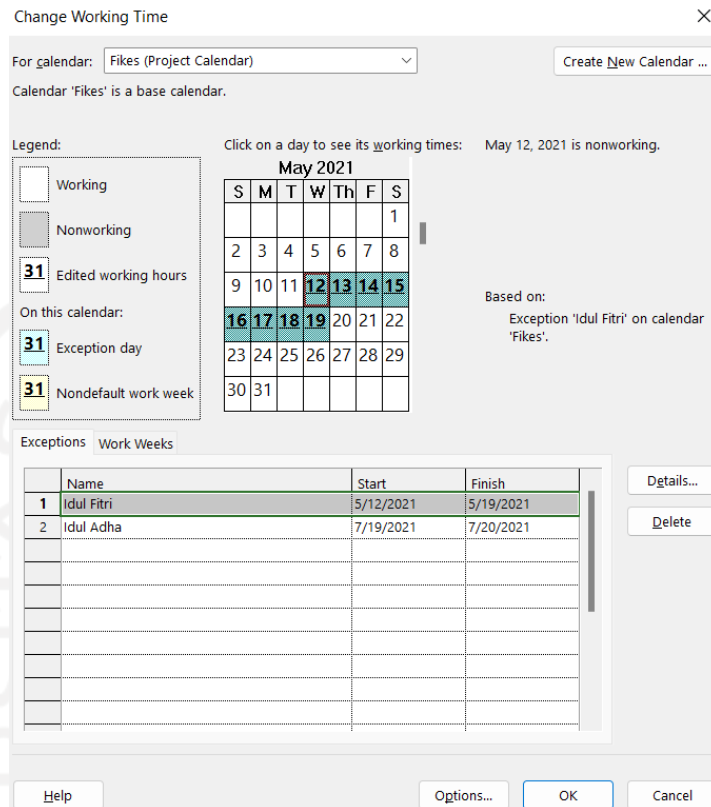 Change Working Time
For calendar: Fikes (Project Calendar) Create New Calendar ...
Calendar 'Fikes' is a base calendar.
Legend:
Working
Nonworking
31 Edited working hours
On this calendar:
31 Exception day
31 Nondefault work week
Click on a day to see its working times:
May 2021
S M T W Th F S
1
2 3 4 5 6 7 8
9 10 11 12 13 14 15
16 17 18 19 20 21 22
23 24 25 26 27 28 29
30 31
May 12, 2021 is nonworking.
Based on:
Exception 'Idul Fitri' on calendar
'Fikes'.
Exceptions Work Weeks
Name Start Finish
1 Idul Fitri 5/12/2021 5/19/2021
2 Idul Adha 7/19/2021 7/20/2021
Details...
Delete
Help Options... OK Cancel